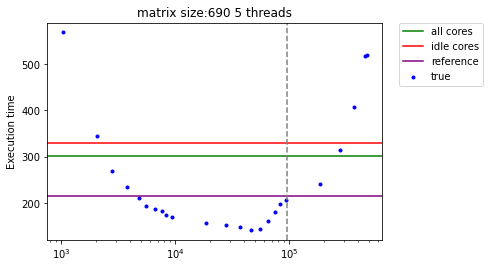 matrix size:690 5 threads
Execution time
500
400
300
200
10³
10⁴
10⁵
all cores
idle cores
reference
true